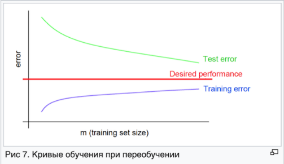 error
Test error
Desired performance
Training error
m (training set size)
Рис 7. Кривые обучения при переобучении